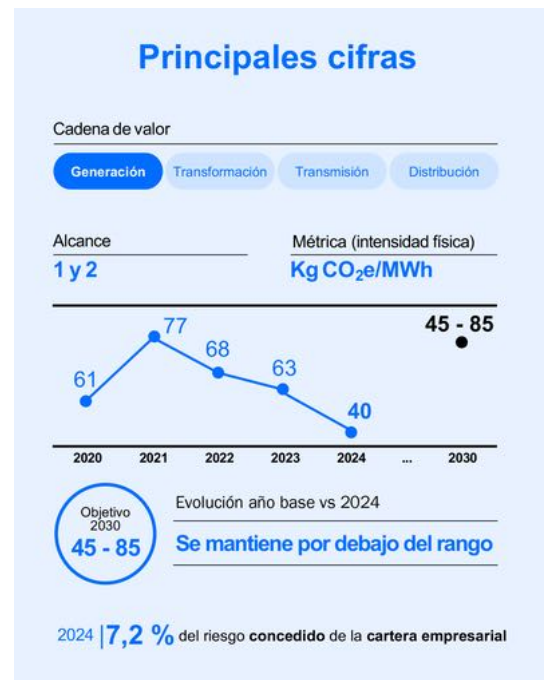 Principales cifras
Cadena de valor
Generación Transformación Transmisión Distribución
Alcance Métrica (intensidad física)
1 y 2 Kg CO₂e/MWh
45 - 85
77
68
63
61
40
2020 2021 2022 2023 2024 ... 2030
Objetivo
2030
45 - 85
Evolución año base vs 2024
Se mantiene por debajo del rango
2024 |7,2 % del riesgo concedido de la cartera empresarial